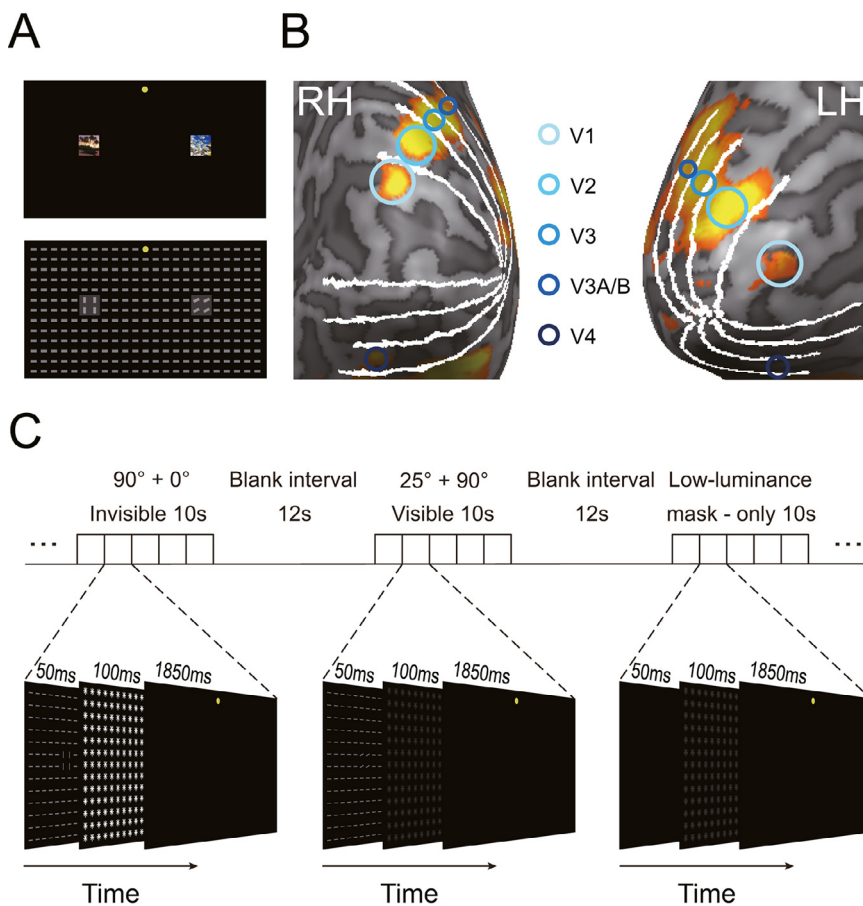 A
B
RH
LH
V1
V2
V3
V3A/B
V4
C
90° + 0° Blank interval 25° + 90° Blank interval Low-luminance
Invisible 10s 12s Visible 10s 12s mask - only 10s
... ...
50ms 100ms 1850ms 50ms 100ms 1850ms 50ms 100ms 1850ms
Time Time Time